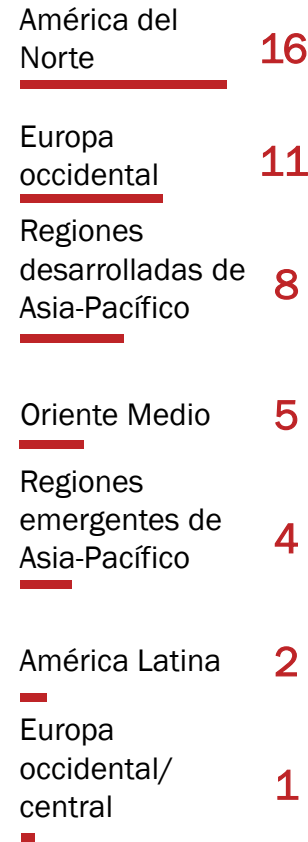 América del
Norte
16
Europa
occidental
11
Regiones
desarrolladas de
Asia-Pacífico
8
Oriente Medio
5
Regiones
emergentes de
Asia-Pacífico
4
América Latina
2
Europa
occidental/
central
1